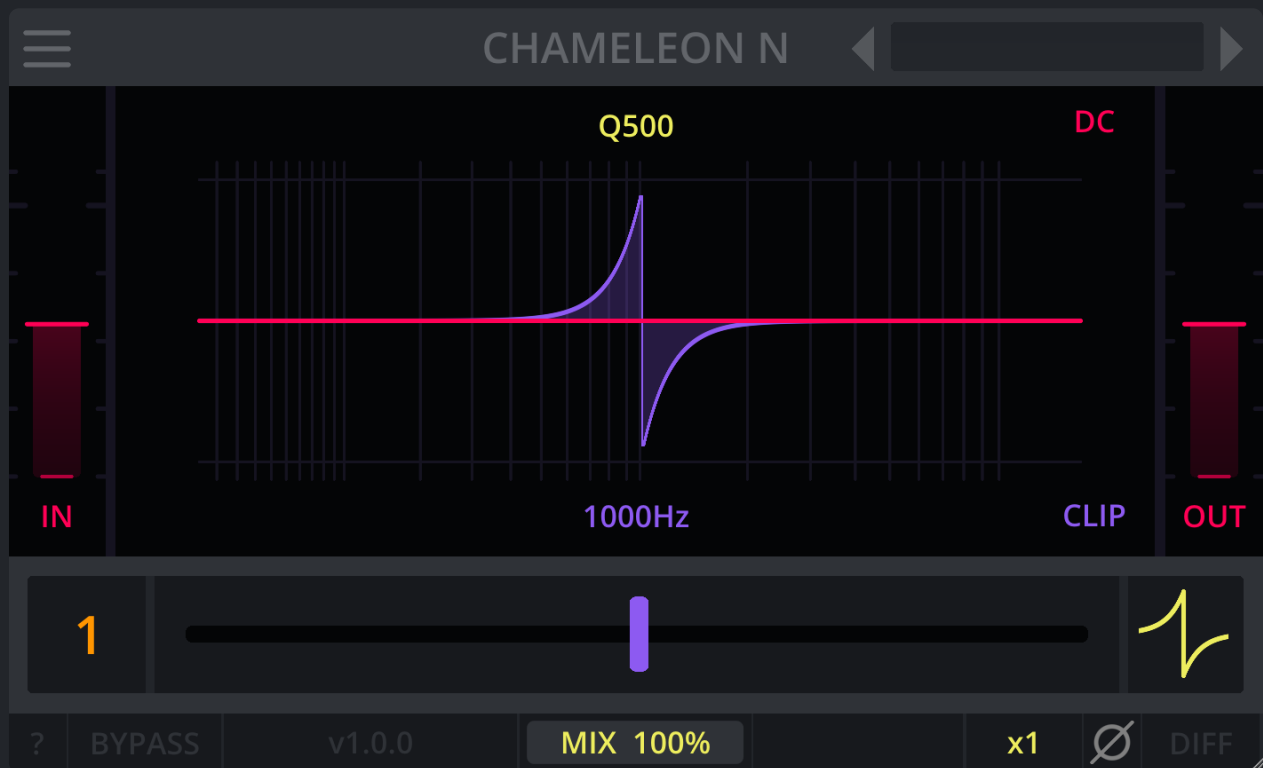 CHAMELEON N
Q500
DC
IN
1000Hz
CLIP
OUT
1
?
BYPASS
v1.0.0
MIX 100%
x1
DIFF